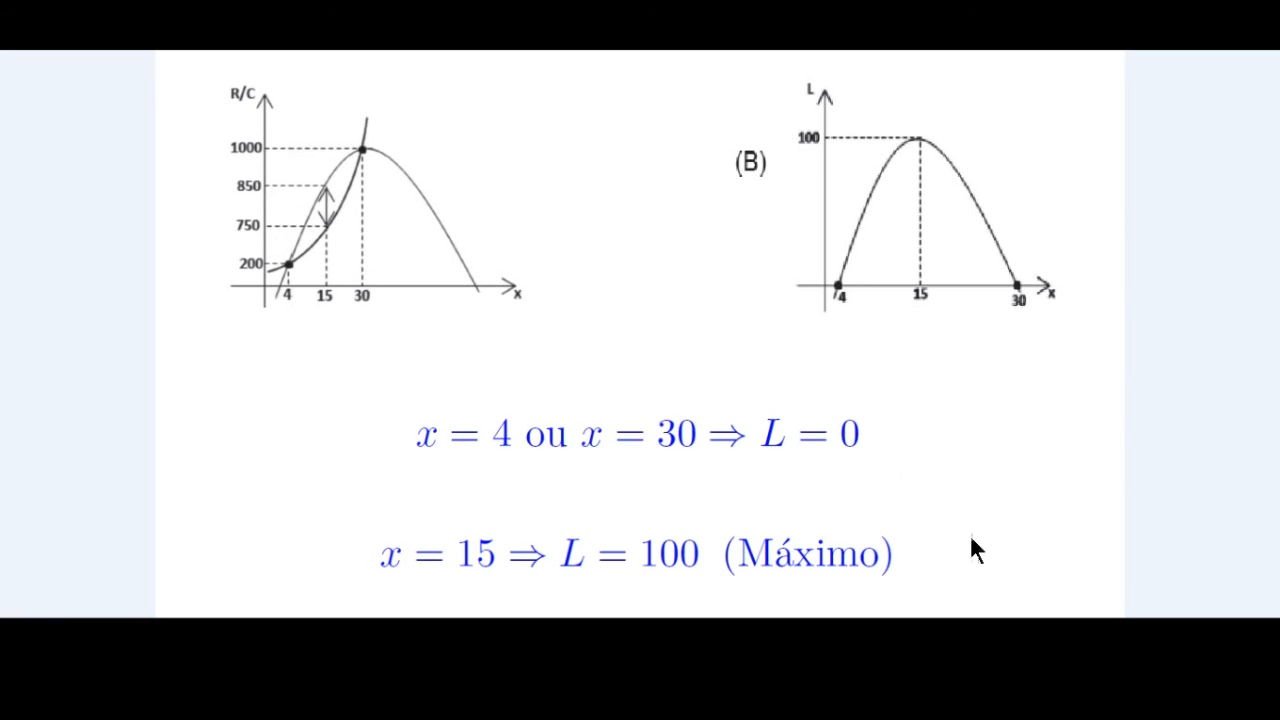 R/C
1000
850
750
200
4 15 30 x
(B)
L
100
4 15 30 x
x = 4 ou x = 30 ⇒ L = 0
x = 15 ⇒ L = 100 (Máximo)